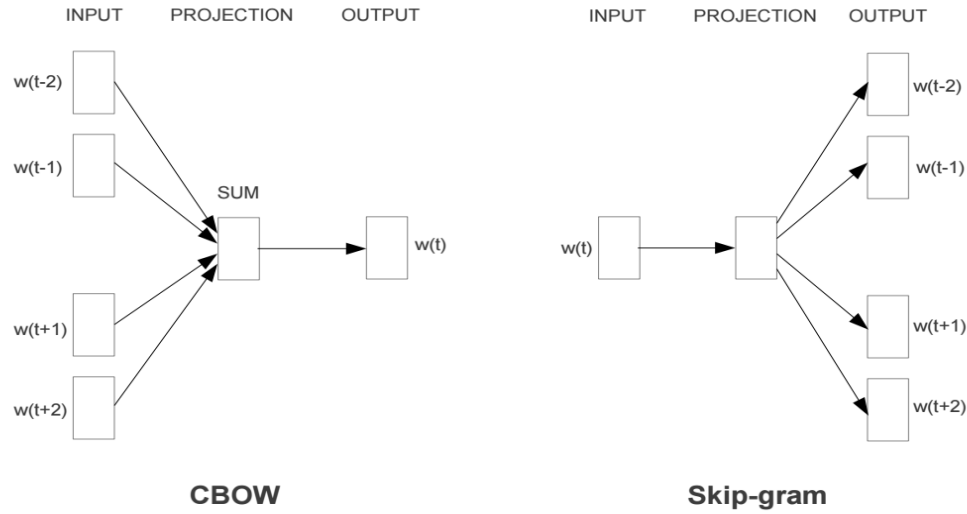 INPUT PROJECTION OUTPUT
w(t-2)
w(t-1)
SUM
w(t)
w(t+1)
w(t+2)
CBOW
INPUT PROJECTION OUTPUT
w(t-2)
w(t-1)
w(t)
w(t+1)
w(t+2)
Skip-gram